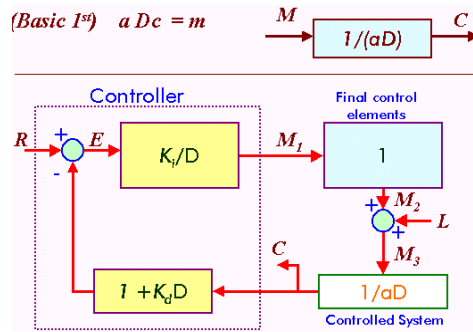 (Basic 1st) a Dc = m
M
1/(aD)
C
Controller
Final control
elements
R
+
-
E
Ki/D
M1
1
+
M2
+
L
M3
C
1 + KdD
1/aD
Controlled System